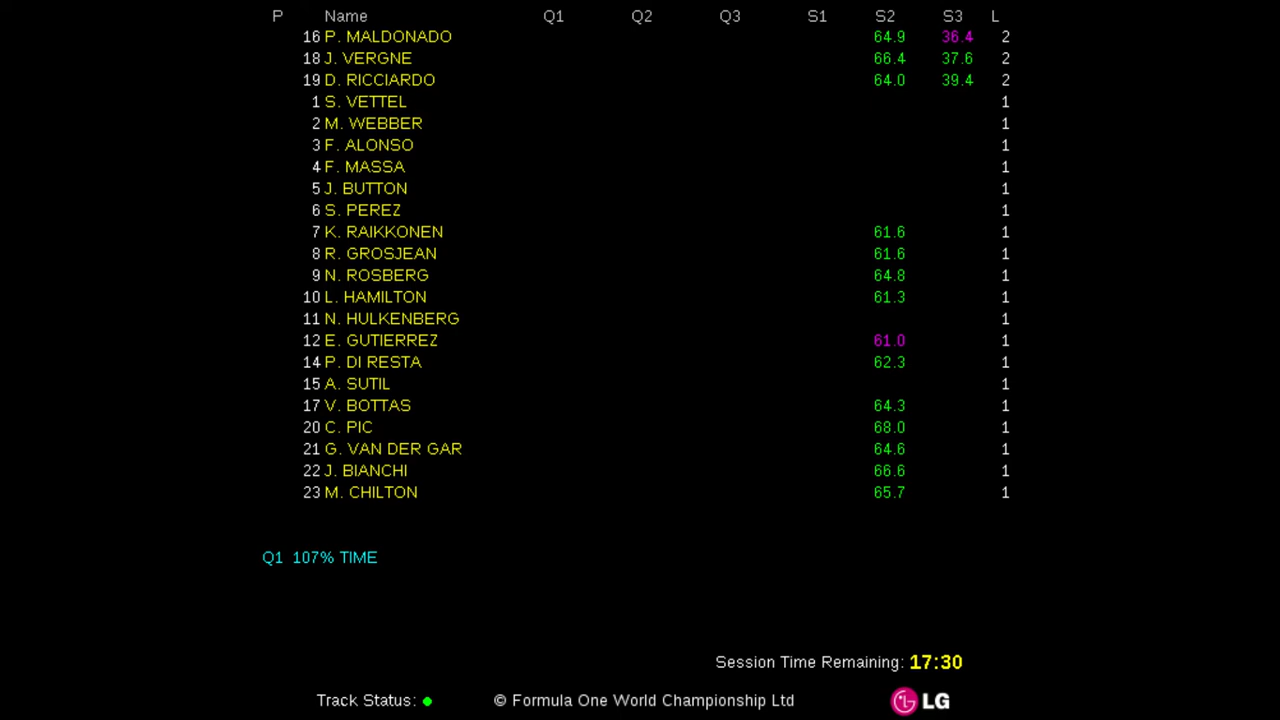 P Name Q1 Q2 Q3 S1 S2 S3 L
16 P. MALDONADO 64.9 36.4 2
18 J. VERGNE 66.4 37.6 2
19 D. RICCIARDO 64.0 39.4 2
1 S. VETTEL 1
2 M. WEBBER 1
3 F. ALONSO 1
4 F. MASSA 1
5 J. BUTTON 1
6 S. PEREZ 1
7 K. RAIKKONEN 61.6 1
8 R. GROSJEAN 61.6 1
9 N. ROSBERG 64.8 1
10 L. HAMILTON 61.3 1
11 N. HULKENBERG 1
12 E. GUTIERREZ 61.0 1
14 P. DI RESTA 62.3 1
15 A. SUTIL 1
17 V. BOTTAS 64.3 1
20 C. PIC 68.0 1
21 G. VAN DER GAR 64.6 1
22 J. BIANCHI 66.6 1
23 M. CHILTON 65.7 1
Q1 107% TIME
Session Time Remaining: 17:30
Track Status: © Formula One World Championship Ltd LG